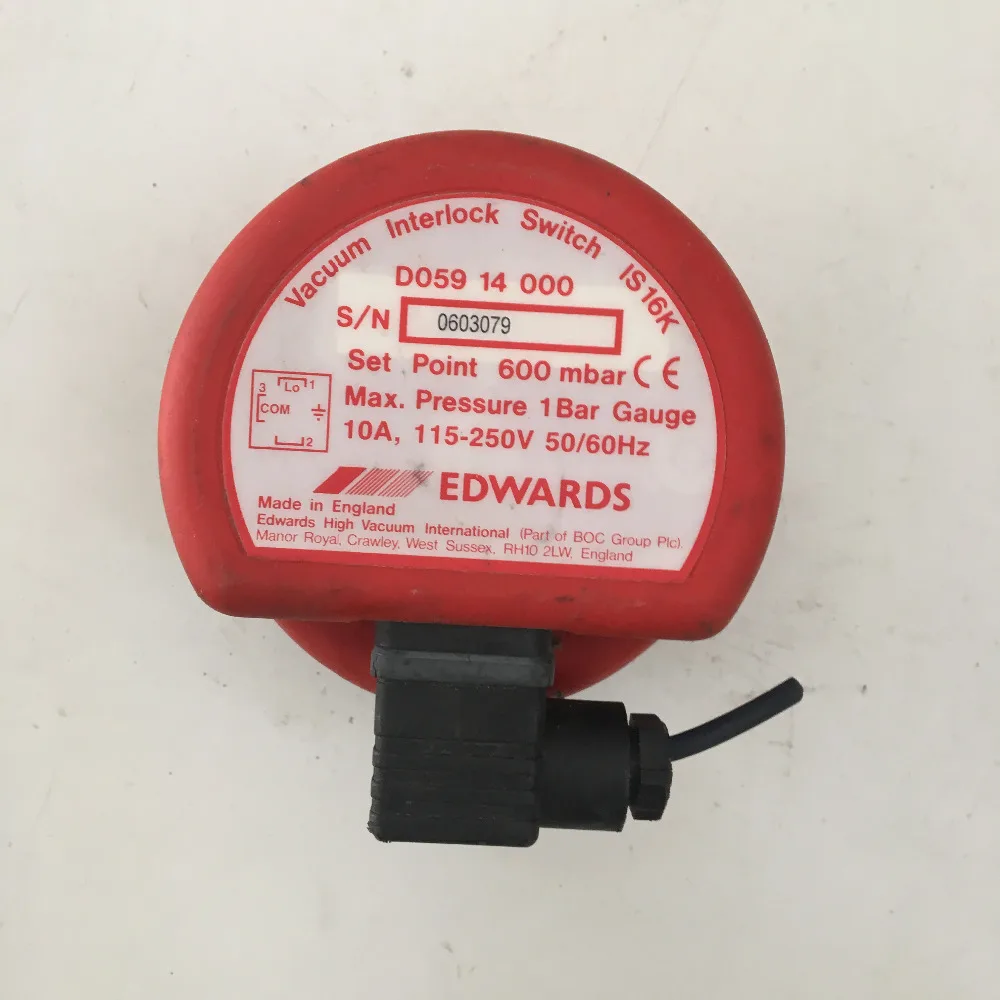 Vacuum Interlock Switch IS16K
D059 14 000
S/N 0603079
Set Point 600 mbar CE
Max. Pressure 1Bar Gauge
10A, 115-250V 50/60Hz
3 Lo 1
COM
2
EDWARDS
Made in England
Edwards High Vacuum International (Part of BOC Group Plc),
Manor Royal, Crawley, West Sussex, RH10 2LW, England